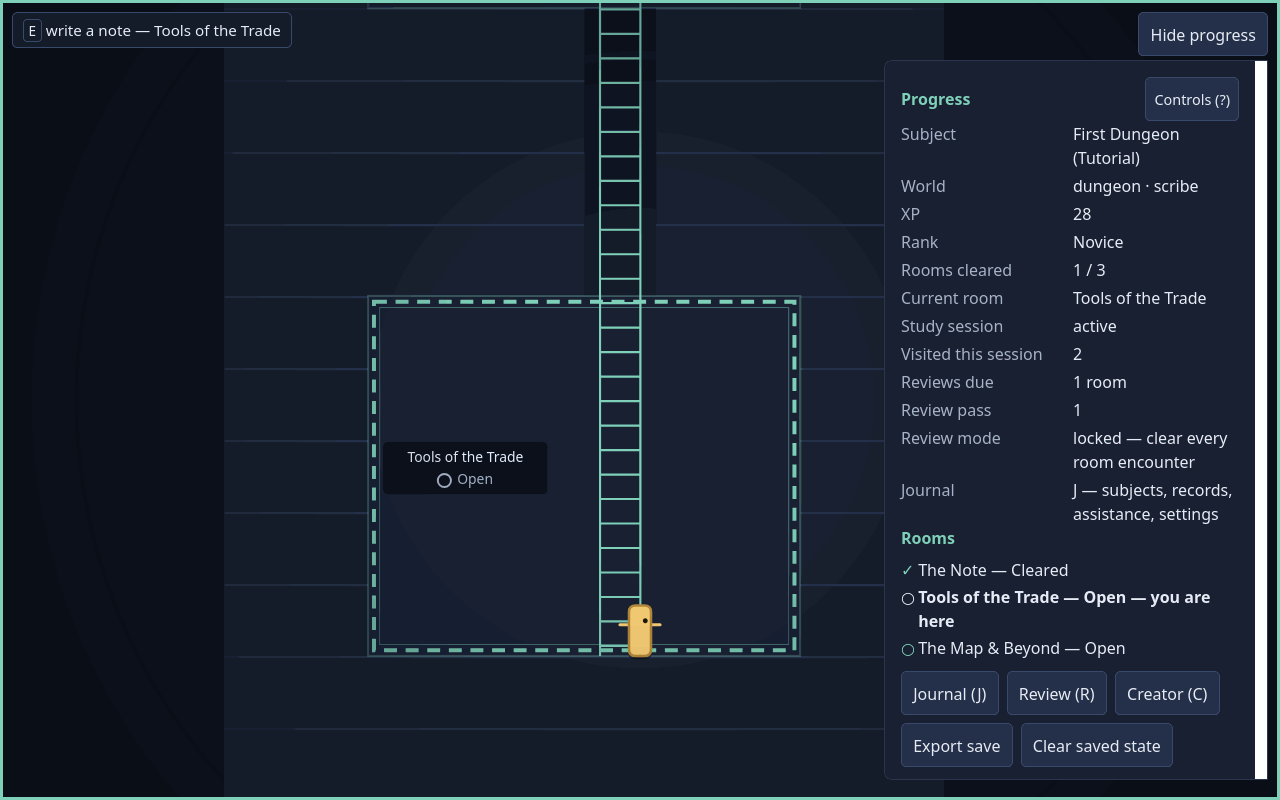 E write a note — Tools of the Trade
Hide progress
Progress
Controls (?)
Subject First Dungeon
(Tutorial)
World dungeon · scribe
XP 28
Rank Novice
Rooms cleared 1 / 3
Current room Tools of the Trade
Study session active
Visited this session 2
Reviews due 1 room
Review pass 1
Review mode locked — clear every
room encounter
Journal J — subjects, records,
assistance, settings
Rooms
✓ The Note — Cleared
○ Tools of the Trade — Open — you are
here
○ The Map & Beyond — Open
Journal (J) Review (R) Creator (C)
Export save Clear saved state
Tools of the Trade
Open